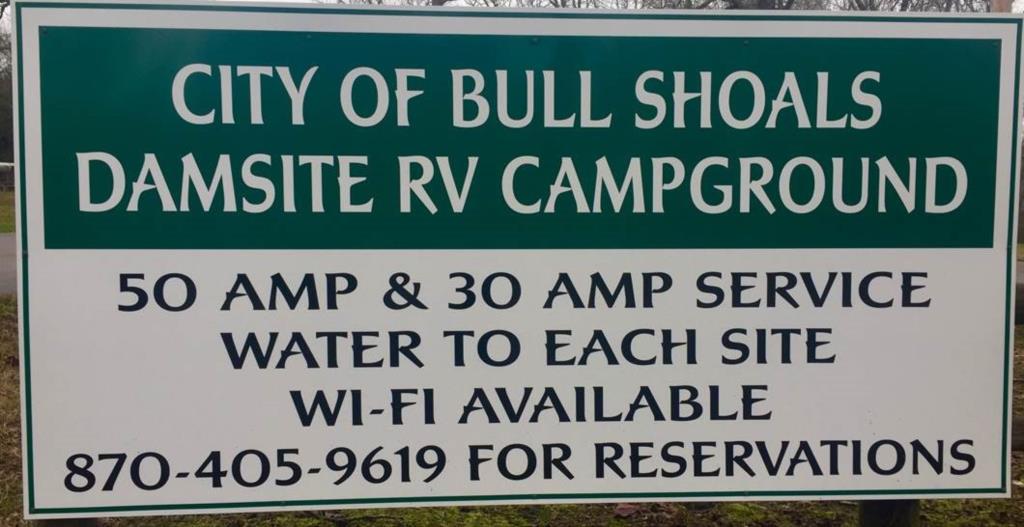 CITY OF BULL SHOALS
DAMSITE RV CAMPGROUND
50 AMP & 30 AMP SERVICE
WATER TO EACH SITE
WI-FI AVAILABLE
870-405-9619 FOR RESERVATIONS